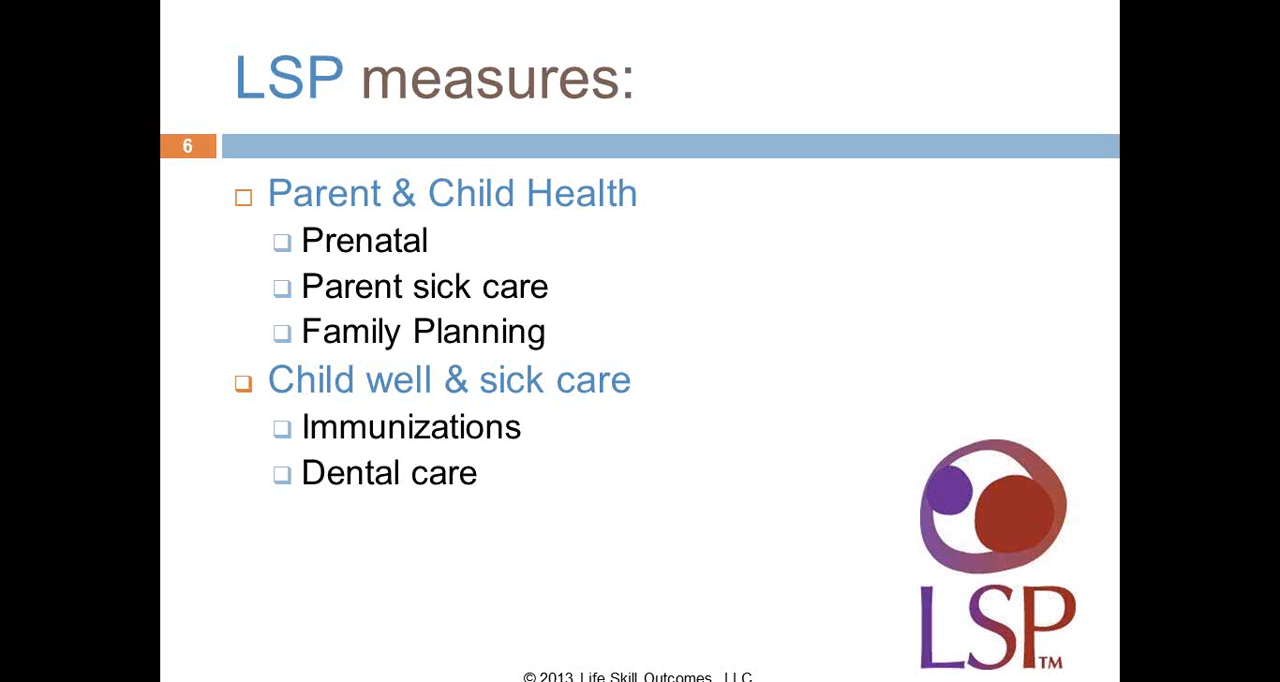 LSP measures:
6
Parent & Child Health
Prenatal
Parent sick care
Family Planning
Child well & sick care
Immunizations
Dental care
LSP™
© 2013 Life Skill Outcomes, LLC